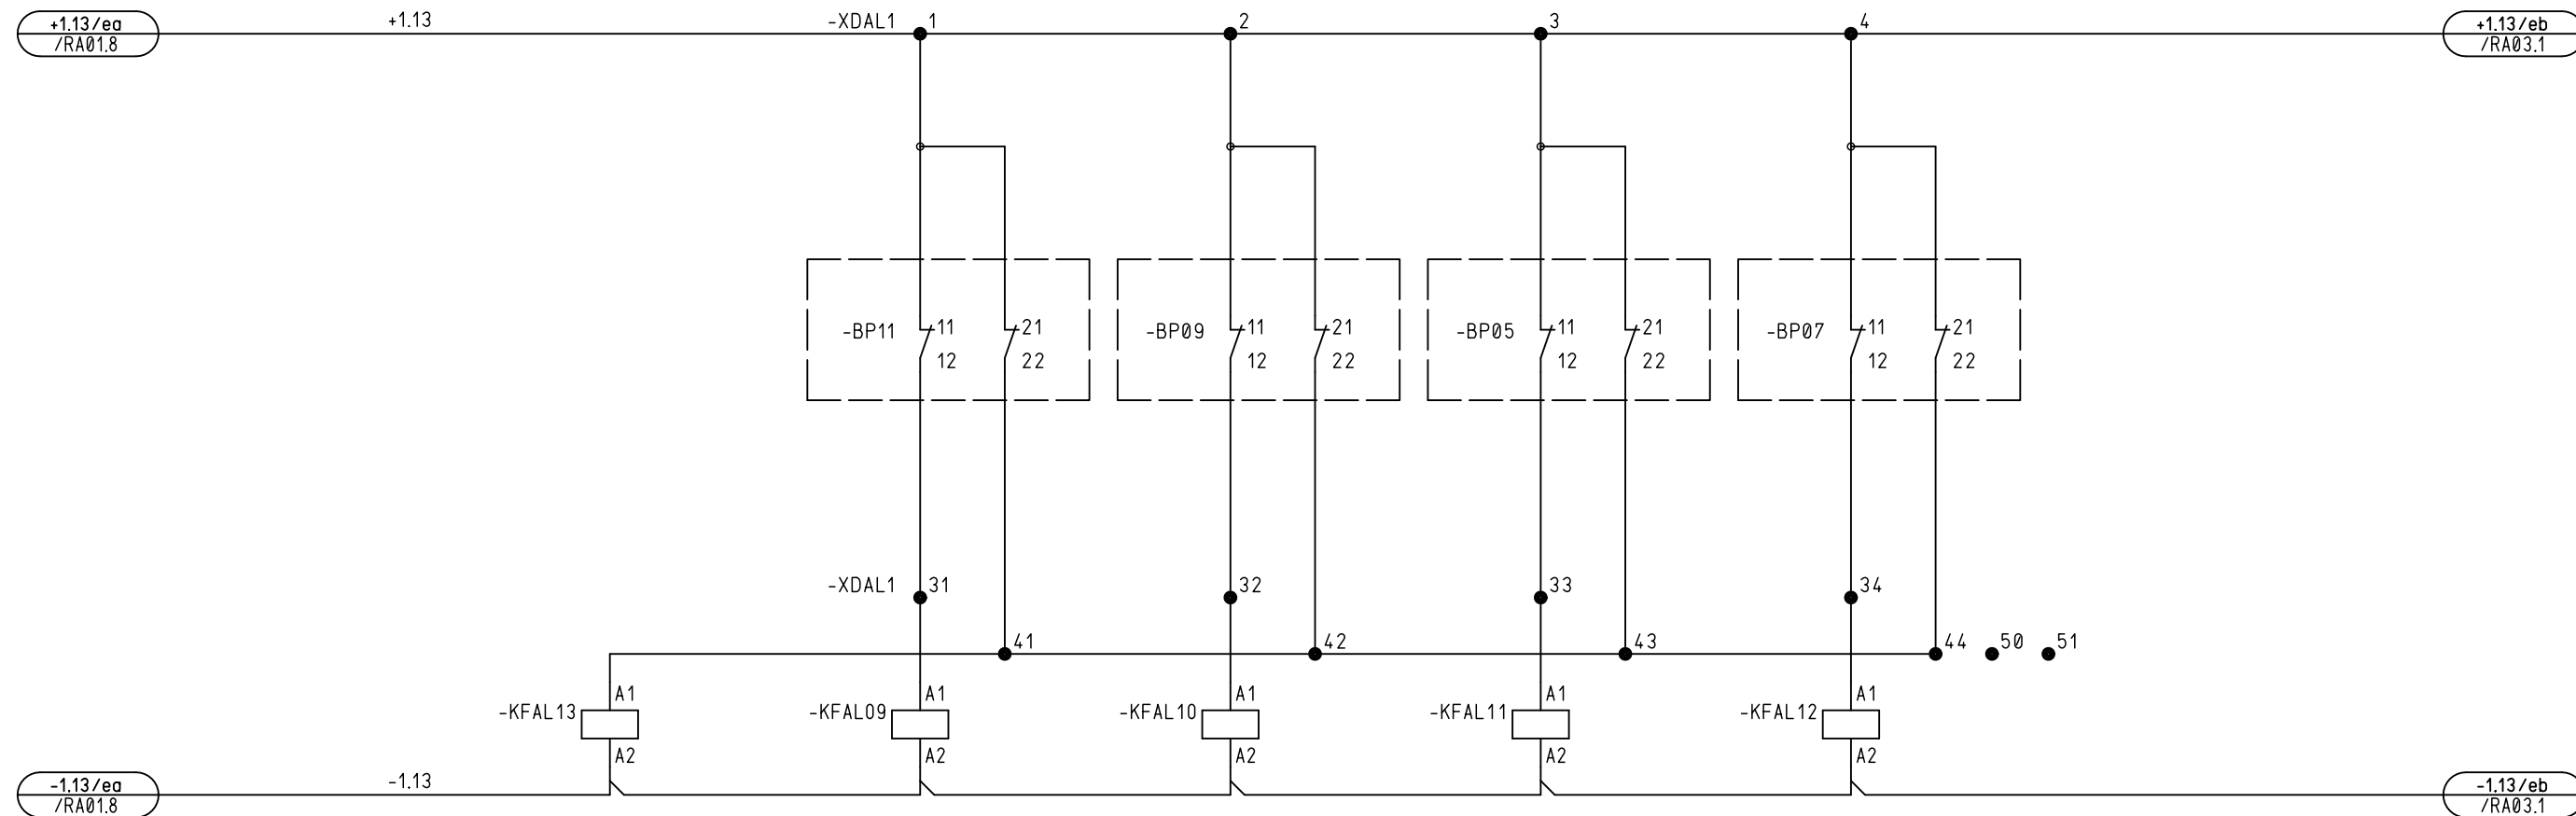 +1.13/ea
/RA01.8
+1.13
-XDAL1
1
2
3
4
+1.13/eb
/RA03.1
-BP11
11
12
21
22
-BP09
11
12
21
22
-BP05
11
12
21
22
-BP07
11
12
21
22
-XDAL1
31
32
33
34
41
42
43
44
50
51
-KFAL13
A1
A2
-KFAL09
A1
A2
-KFAL10
A1
A2
-KFAL11
A1
A2
-KFAL12
A1
A2
-1.13/ea
/RA01.8
-1.13
-1.13/eb
/RA03.1